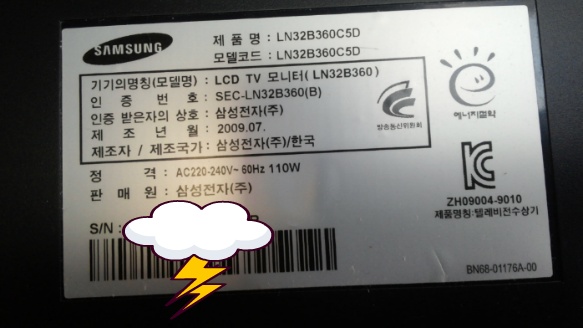 SAMSUNG
제 품 명 : LN32B360C5D
모델코드 : LN32B360C5D
기기의명칭(모델명) : LCD TV 모니터(LN32B360)
인 증 번 호 : SEC-LN32B360(B)
인증 받은자의 상호 : 삼성전자(주)
제 조 년 월 : 2009.07.
제조자 / 제조국가 : 삼성전자(주)/한국
방송통신위원회
에너지절약
정 격 : AC220-240V~ 60Hz 110W
판 매 원 : 삼성전자(주)
S/N :
ZH09004-9010
제품명칭:텔레비전수상기
BN68-01176A-00